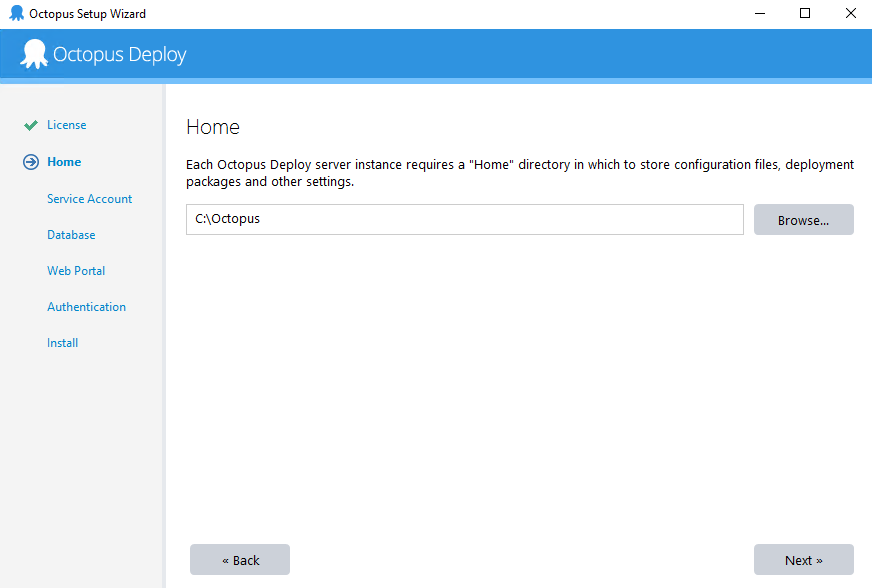 Octopus Setup Wizard
Octopus Deploy
License
Home
Service Account
Database
Web Portal
Authentication
Install
Home
Each Octopus Deploy server instance requires a "Home" directory in which to store configuration files, deployment
packages and other settings.
C:\Octopus
Browse...
« Back
Next »